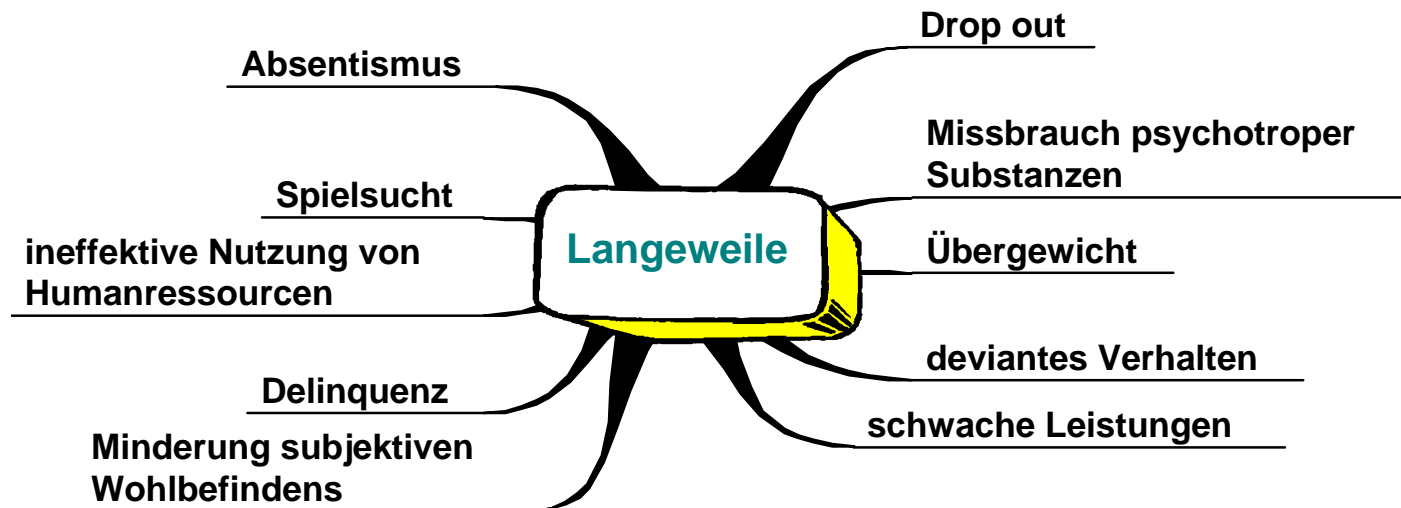 Drop out
Absentismus
Missbrauch psychotroper
Substanzen
Spielsucht
Langeweile
Übergewicht
ineffektive Nutzung von
Humanressourcen
deviantes Verhalten
Delinquenz
schwache Leistungen
Minderung subjektiven
Wohlbefindens